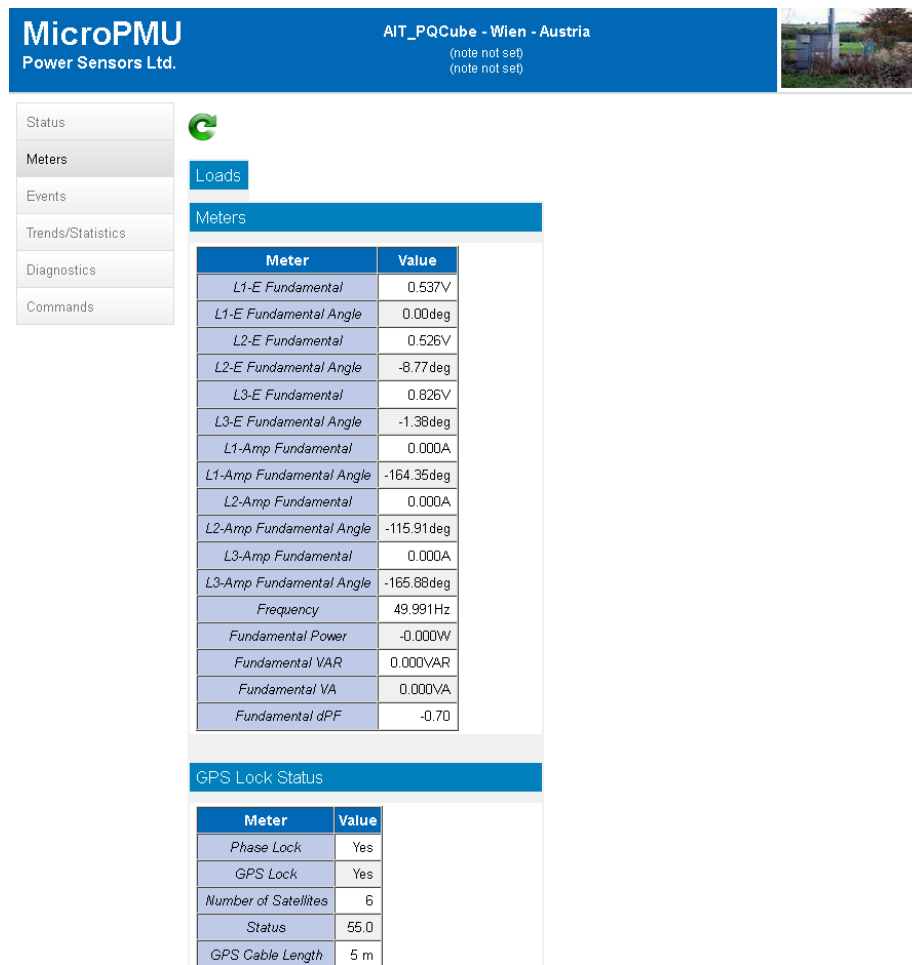 MicroPMU
Power Sensors Ltd.
AIT_PQCube - Wien - Austria
(note not set)
(note not set)
Status
Meters
Events
Trends/Statistics
Diagnostics
Commands
Loads
Meters
Meter Value
L1-E Fundamental 0.537V
L1-E Fundamental Angle 0.00deg
L2-E Fundamental 0.526V
L2-E Fundamental Angle -8.77deg
L3-E Fundamental 0.826V
L3-E Fundamental Angle -1.38deg
L1-Amp Fundamental 0.000A
L1-Amp Fundamental Angle -164.35deg
L2-Amp Fundamental 0.000A
L2-Amp Fundamental Angle -115.91deg
L3-Amp Fundamental 0.000A
L3-Amp Fundamental Angle -165.88deg
Frequency 49.991Hz
Fundamental Power -0.000W
Fundamental VAR 0.000VAR
Fundamental VA 0.000VA
Fundamental dPF -0.70
GPS Lock Status
Meter Value
Phase Lock Yes
GPS Lock Yes
Number of Satellites 6
Status 55.0
GPS Cable Length 5 m